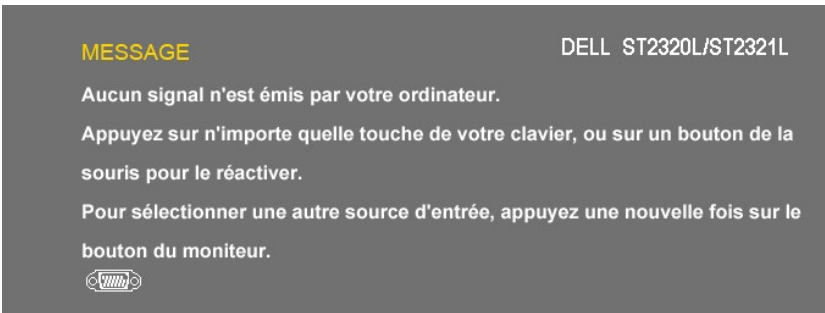 MESSAGE
DELL ST2320L/ST2321L
Aucun signal n'est émis par votre ordinateur.
Appuyez sur n'importe quelle touche de votre clavier, ou sur un bouton de la
souris pour le réactiver.
Pour sélectionner une autre source d'entrée, appuyez une nouvelle fois sur le
bouton du moniteur.